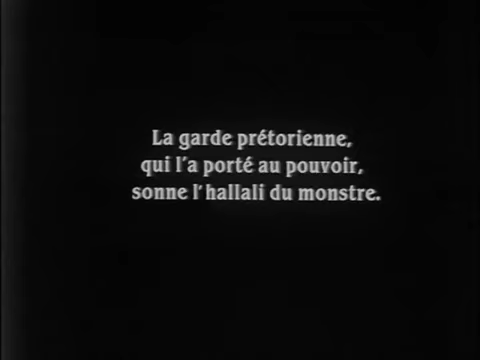 La garde prétorienne,
qui l'a porté au pouvoir,
sonne l'hallali du monstre.